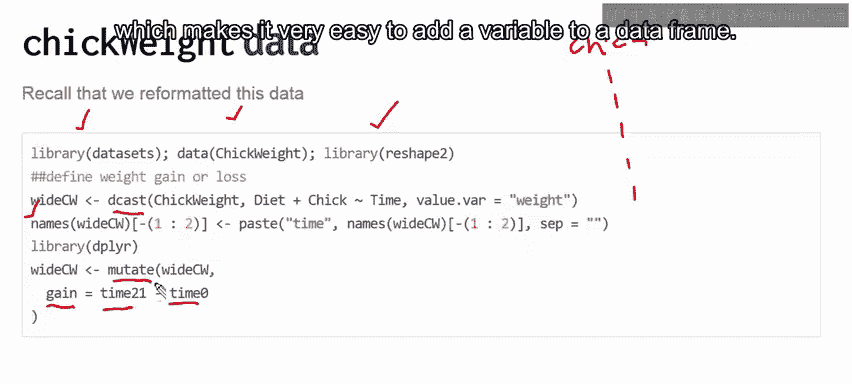 which makes it very easy to add a variable to a data frame.
chickWeight data
Recall that we reformatted this data
library(datasets); data(ChickWeight); library(reshape2)
##define weight gain or loss
wideCW <- dcast(ChickWeight, Diet + Chick ~ Time, value.var = "weight")
names(wideCW)[-(1 : 2)] <- paste("time", names(wideCW)[-(1 : 2)], sep = "")
library(dplyr)
wideCW <- mutate(wideCW,
gain = time21 - time0
)